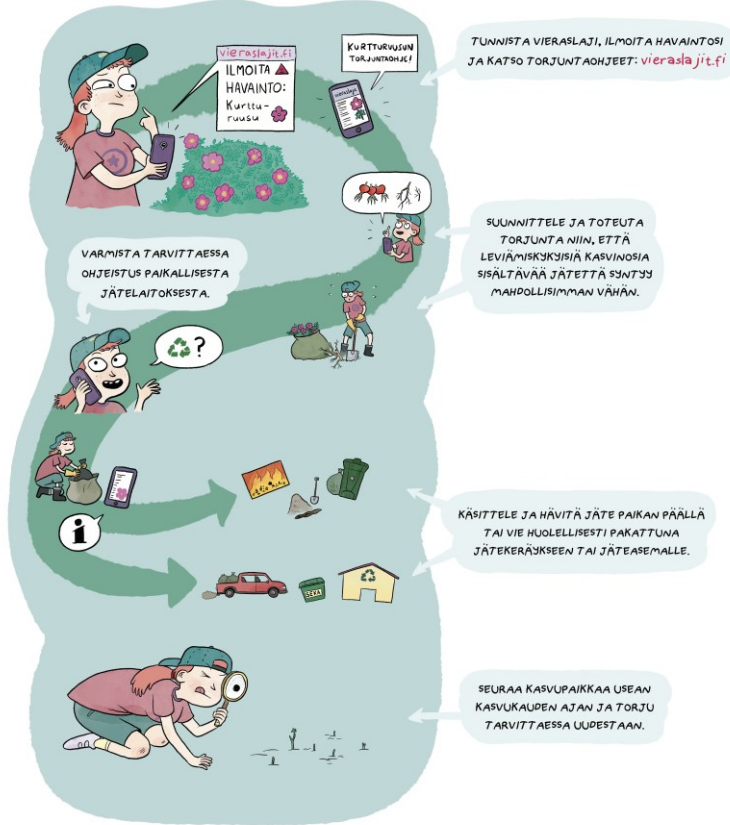 vieraslajit.fi
ILMOITA
HAVAINTO:
Kurttu-
ruusu
KURTTURUUSUN
TORJUNTAOHJE!
vieraslajit
TUNNISTA VIERASLAJI, ILMOITA HAVAINTOSI
JA KATSO TORJUNTAOHJEET: vieraslajit.fi
SUUNNITTELE JA TOTEUTA
TORJUNTA NIIN, ETTÄ
LEVIÄMISKYKYISIÄ KASVINOSIA
SISÄLTÄVÄÄ JÄTETTÄ SYNTYY
MAHDOLLISIMMAN VÄHÄN.
VARMISTA TARVITTAESSA
OHJEISTUS PAIKALLISESTA
JÄTELAITOKSESTA.
?
i
KÄSITTELE JA HÄVITÄ JÄTE PAIKAN PÄÄLLÄ
TAI VIE HUOLELLISESTI PAKATTUNA
JÄTEKERÄYKSEEN TAI JÄTEASEMALLE.
SEKA
SEURAA KASVUPAIKKAA USEAN
KASVUKAUDEN AJAN JA TORJU
TARVITTAESSA UUDESTAAN.